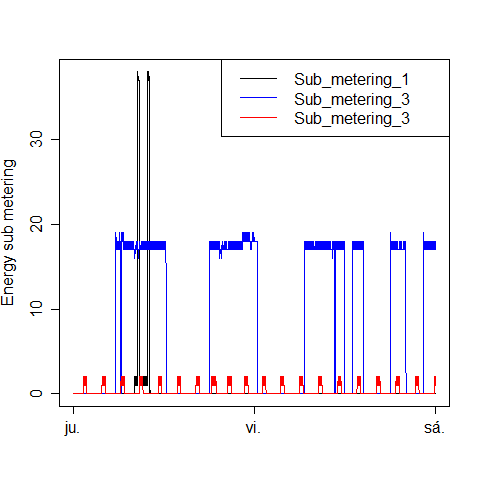 Sub_metering_1
Sub_metering_3
Sub_metering_3
Energy sub metering
30
20
10
0
ju.
vi.
sá.